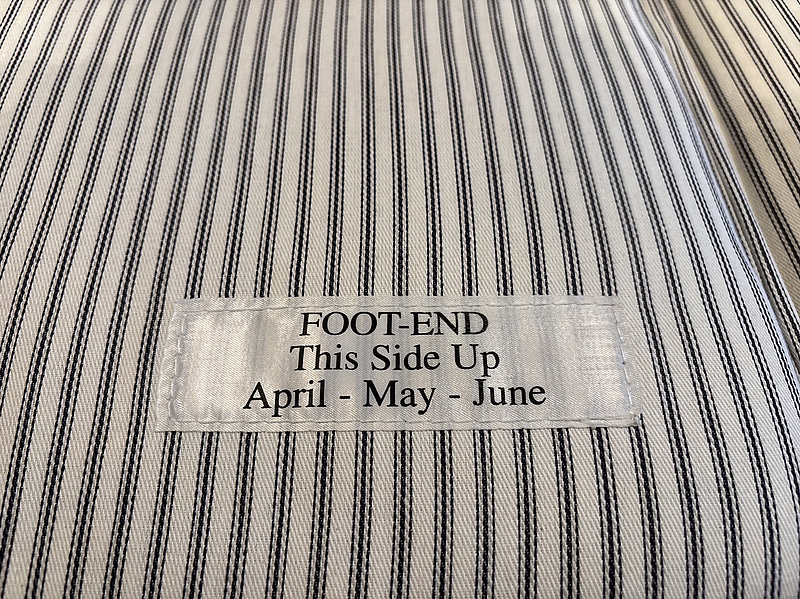 FOOT-END
This Side Up
April - May - June